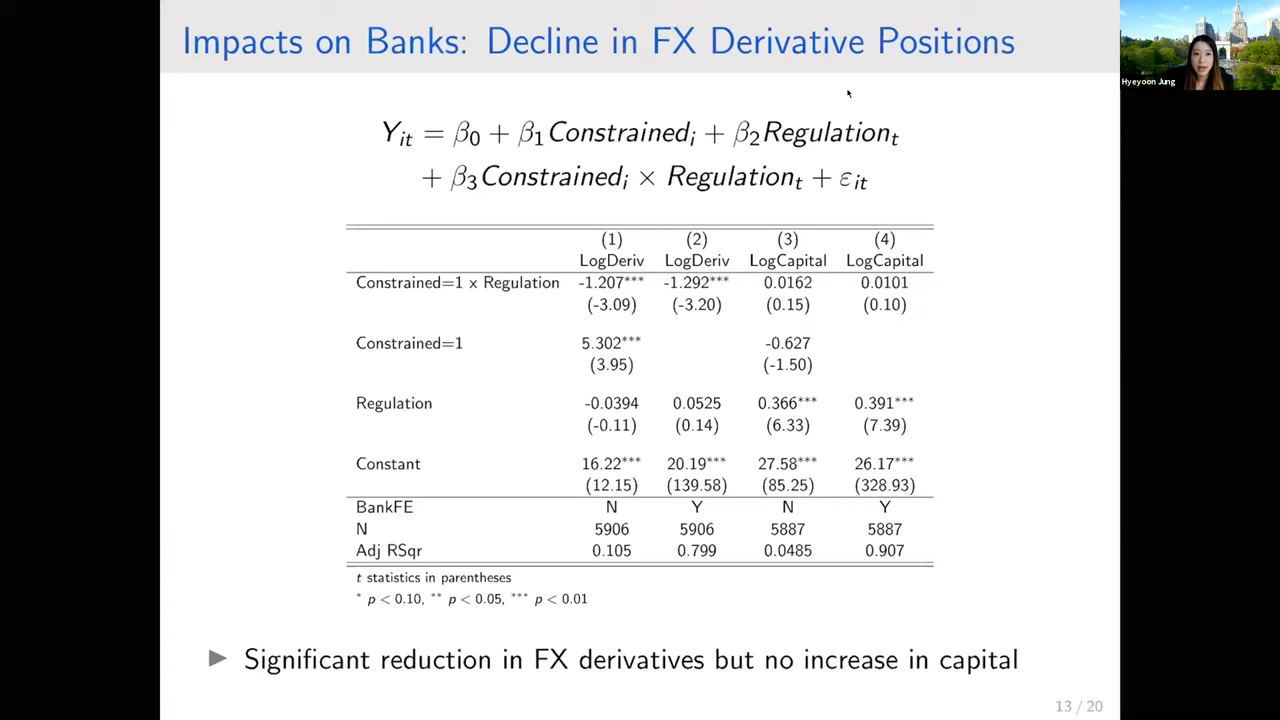 Impacts on Banks: Decline in FX Derivative Positions
Hyeyoon Jung
Y_it = β_0 + β_1 Constrained_i + β_2 Regulation_t
+ β_3 Constrained_i × Regulation_t + ε_it
(1) (2) (3) (4)
LogDeriv LogDeriv LogCapital LogCapital
Constrained=1 x Regulation -1.207*** -1.292*** 0.0162 0.0101
(-3.09) (-3.20) (0.15) (0.10)
Constrained=1 5.302*** -0.627
(3.95) (-1.50)
Regulation -0.0394 0.0525 0.366*** 0.391***
(-0.11) (0.14) (6.33) (7.39)
Constant 16.22*** 20.19*** 27.58*** 26.17***
(12.15) (139.58) (85.25) (328.93)
BankFE N Y N Y
N 5906 5906 5887 5887
Adj RSqr 0.105 0.799 0.0485 0.907
t statistics in parentheses
* p < 0.10, ** p < 0.05, *** p < 0.01
▶ Significant reduction in FX derivatives but no increase in capital
13 / 20